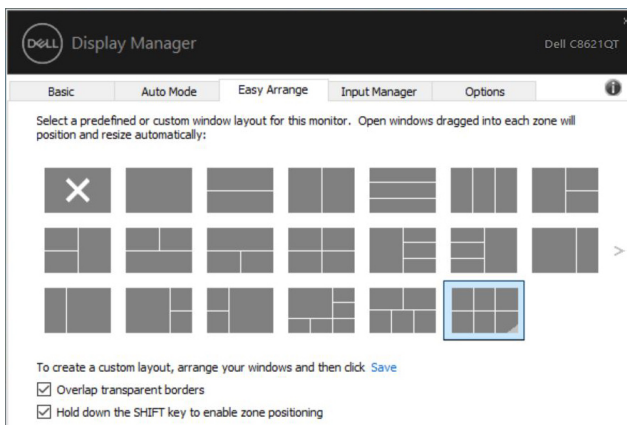 DELL Display Manager
Dell C8621QT
Basic Auto Mode Easy Arrange Input Manager Options
Select a predefined or custom window layout for this monitor. Open windows dragged into each zone will
position and resize automatically:
To create a custom layout, arrange your windows and then click Save
Overlap transparent borders
Hold down the SHIFT key to enable zone positioning